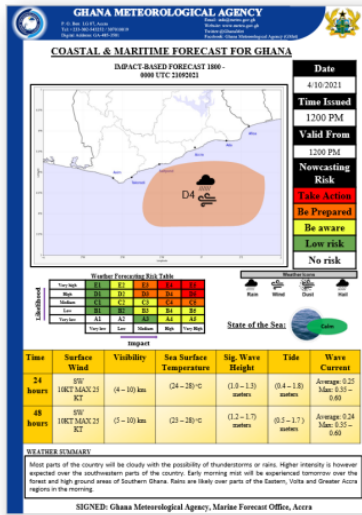 GHANA METEOROLOGICAL AGENCY
COASTAL & MARITIME FORECAST FOR GHANA
IMPACT-BASED FORECAST 1800 -
0000 UTC 21092021
Date
4/10/2021
Time Issued
1200 PM
Valid From
1200 PM
Nowcasting
Risk
Take Action
Be Prepared
Be aware
Low risk
No risk
D4
Weather Icons
Rain Wind Dust Hail
Weather Forecasting Risk Table
Likelihood
Very high E1 E2 E3
High D1 D2 D3 D4
Medium C1 C2 C3 C4
Low B1 B2 B3 B4 B5
Very low A1 A2 A3 A4 A5
Very low Low Medium High Very High
Impact
State of the Sea:
Calm
Time Surface Wind Visibility Sea Surface Temperature Sig. Wave Height Tide Wave Current
24 hours SW 10KT MAX 25 KT (4 – 10) km (24 – 28) °C (1.0 – 1.3) meters (0.4 – 1.8) meters Average: 0.25 Max: 0.35 – 0.60
48 hours SW 10KT MAX 25 KT (5 – 10) km (23 – 28) °C (1.2 – 1.7) meters (0.5 – 1.7 ) meters Average: 0.24 Max: 0.35 – 0.60
WEATHER SUMMARY
Most parts of the country will be cloudy with the possibility of thunderstorms or rains. Higher intensity is however
expected over the southwestern parts of the country. Early morning mist will be experienced tomorrow over the
forest and high ground areas of Southern Ghana. Rains are likely over parts of the Eastern, Volta and Greater Accra
regions in the morning.
SIGNED: Ghana Meteorological Agency, Marine Forecast Office, Accra